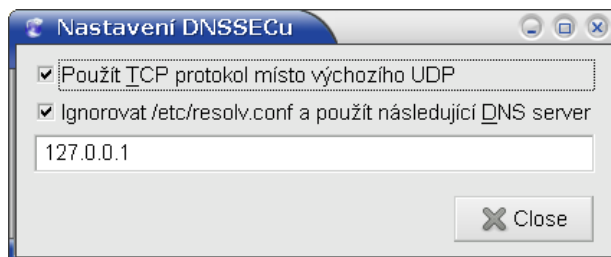 Nastavení DNSSECu
Použít TCP protokol místo výchozího UDP
Ignorovat /etc/resolv.conf a použít následující DNS server
127.0.0.1
Close